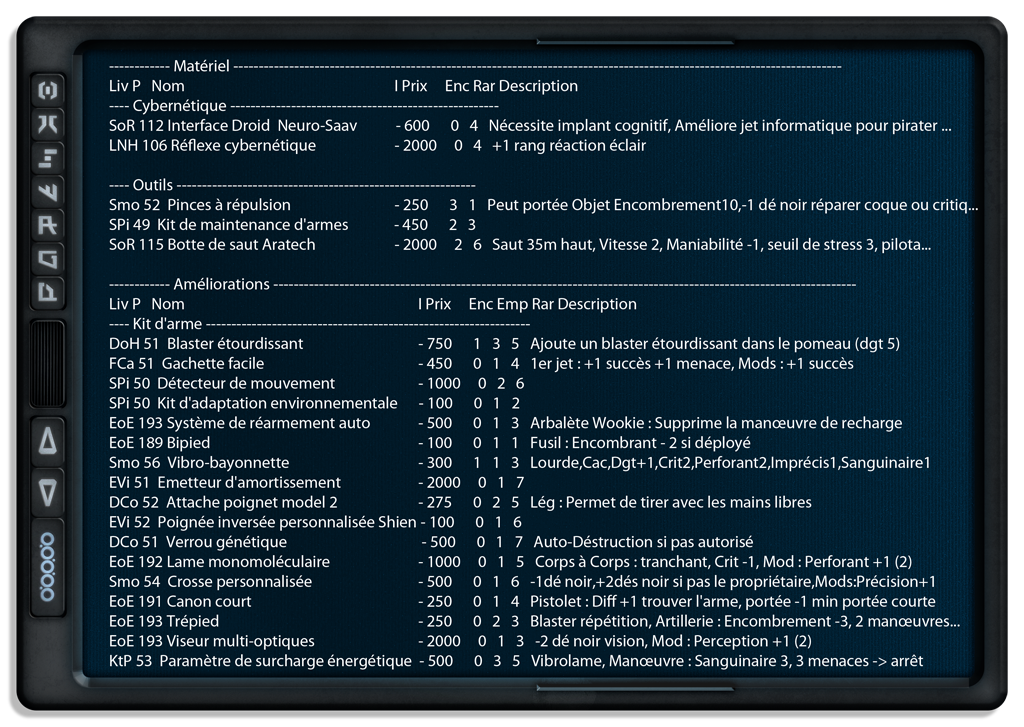 ------------ Matériel ------------------------------------------------------------------------------------------------------------------------
Liv P Nom I Prix Enc Rar Description
---- Cybernétique -----------------------------------------------------
SoR 112 Interface Droid Neuro-Saav - 600 0 4 Nécessite implant cognitif, Améliore jet informatique pour pirater ...
LNH 106 Réflexe cybernétique - 2000 0 4 +1 rang réaction éclair
---- Outils -----------------------------------------------------------
Smo 52 Pinces à répulsion - 250 3 1 Peut portée Objet Encombrement10,-1 dé noir réparer coque ou critiq...
SPi 49 Kit de maintenance d'armes - 450 2 3
SoR 115 Botte de saut Aratech - 2000 2 6 Saut 35m haut, Vitesse 2, Maniabilité -1, seuil de stress 3, pilota...
------------ Améliorations -------------------------------------------------------------------------------------------------------------------
Liv P Nom I Prix Enc Emp Rar Description
---- Kit d'arme ----------------------------------------------------------------
DoH 51 Blaster étourdissant - 750 1 3 5 Ajoute un blaster étourdissant dans le pomeau (dgt 5)
FCa 51 Gachette facile - 450 0 1 4 1er jet : +1 succès +1 menace, Mods : +1 succès
SPi 50 Détecteur de mouvement - 1000 0 2 6
SPi 50 Kit d'adaptation environnementale - 100 0 1 2
EoE 193 Système de réarmement auto - 500 0 1 3 Arbalète Wookie : Supprime la manœuvre de recharge
EoE 189 Bipied - 100 0 1 1 Fusil : Encombrant - 2 si déployé
Smo 56 Vibro-bayonnette - 300 1 1 3 Lourde,Cac,Dgt+1,Crit2,Perforant2,Imprécis1,Sanguinaire1
EVi 51 Emetteur d'amortissement - 2000 0 1 7
DCo 52 Attache poignet model 2 - 275 0 2 5 Lég : Permet de tirer avec les mains libres
EVi 52 Poignée inversée personnalisée Shien - 100 0 1 6
DCo 51 Verrou génétique - 500 0 1 7 Auto-Déstruction si pas autorisé
EoE 192 Lame monomoléculaire - 1000 0 1 5 Corps à Corps : tranchant, Crit -1, Mod : Perforant +1 (2)
Smo 54 Crosse personnalisée - 500 0 1 6 -1dé noir,+2dés noir si pas le propriétaire,Mods:Précision+1
EoE 191 Canon court - 250 0 1 4 Pistolet : Diff +1 trouver l'arme, portée -1 min portée courte
EoE 193 Trépied - 250 0 2 3 Blaster répétition, Artillerie : Encombrement -3, 2 manœuvres...
EoE 193 Viseur multi-optiques - 2000 0 1 3 -2 dé noir vision, Mod : Perception +1 (2)
KtP 53 Paramètre de surcharge énergétique - 500 0 3 5 Vibrolame, Manœuvre : Sanguinaire 3, 3 menaces -> arrêt